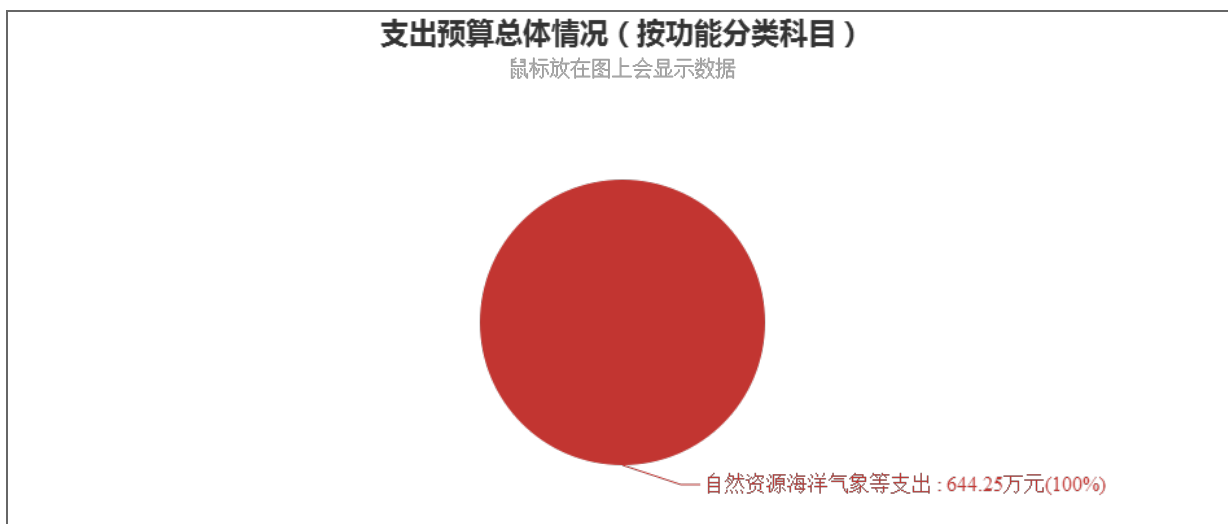 支出预算总体情况（按功能分类科目）
鼠标放在图上会显示数据
自然资源海洋气象等支出 : 644.25万元(100%)